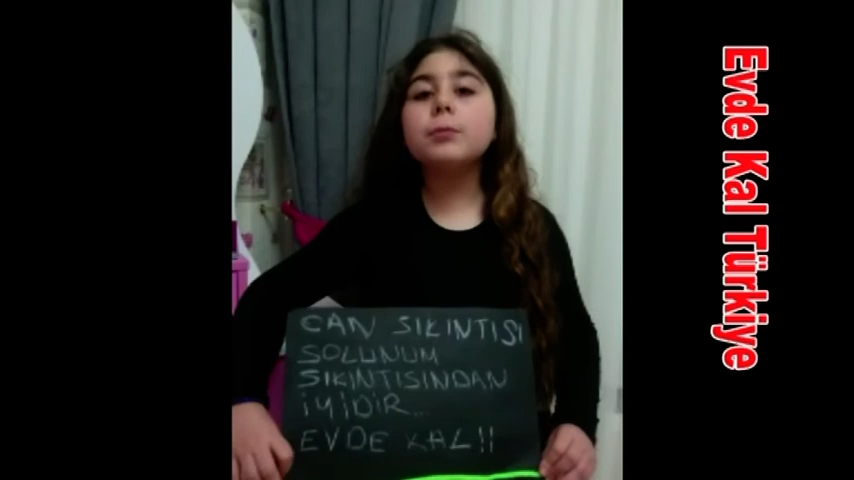 CAN SIKINTISI
SOLUNUM
SIKINTISINDAN
İYİDİR...
EVDE KAL!!
Evde Kal Türkiye